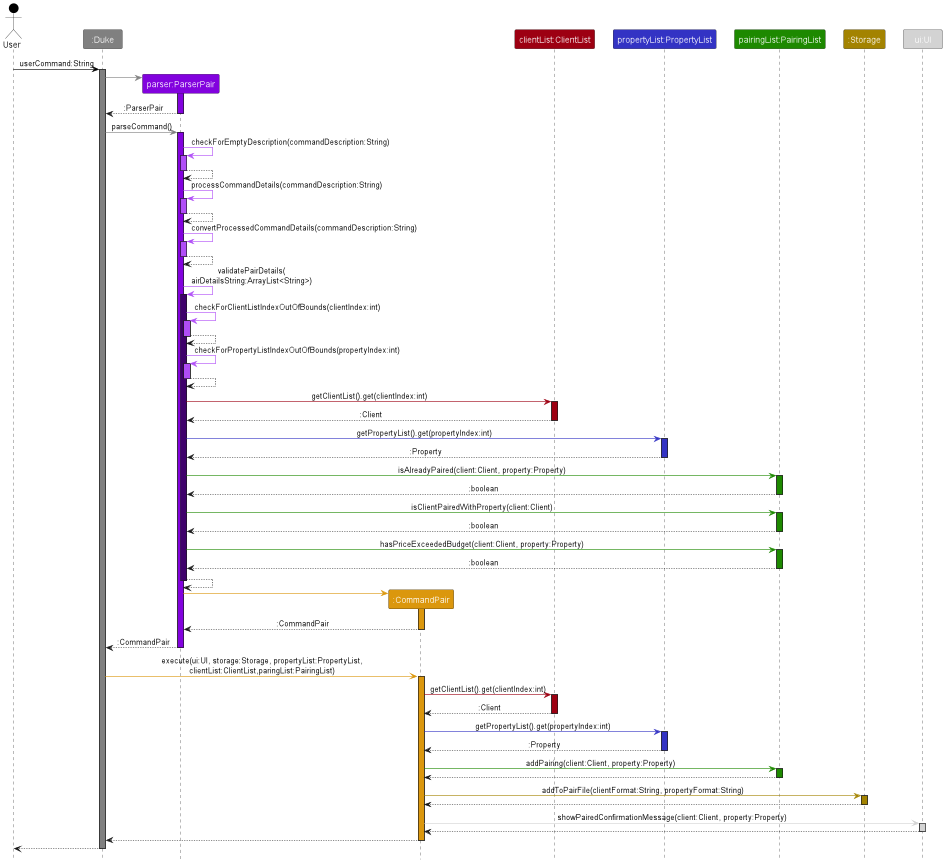 User
:Duke
clientList:ClientList
propertyList:PropertyList
pairingList:PairingList
:Storage
ui:UI
userCommand:String
parser:ParserPair
:ParserPair
parseCommand()
checkForEmptyDescription(commandDescription:String)
processCommandDetails(commandDescription:String)
convertProcessedCommandDetails(commandDescription:String)
validatePairDetails(
airDetailsString:ArrayList<String>)
checkForClientListIndexOutOfBounds(clientIndex:int)
checkForPropertyListIndexOutOfBounds(propertyIndex:int)
getClientList().get(clientIndex:int)
:Client
getPropertyList().get(propertyIndex:int)
:Property
isAlreadyPaired(client:Client, property:Property)
:boolean
isClientPairedWithProperty(client:Client)
:boolean
hasPriceExceededBudget(client:Client, property:Property)
:boolean
:CommandPair
:CommandPair
:CommandPair
execute(ui:UI, storage:Storage, propertyList:PropertyList,
clientList:ClientList,paringList:PairingList)
getClientList().get(clientIndex:int)
:Client
getPropertyList().get(propertyIndex:int)
:Property
addPairing(client:Client, property:Property)
addToPairFile(clientFormat:String, propertyFormat:String)
showPairedConfirmationMessage(client:Client, property:Property)